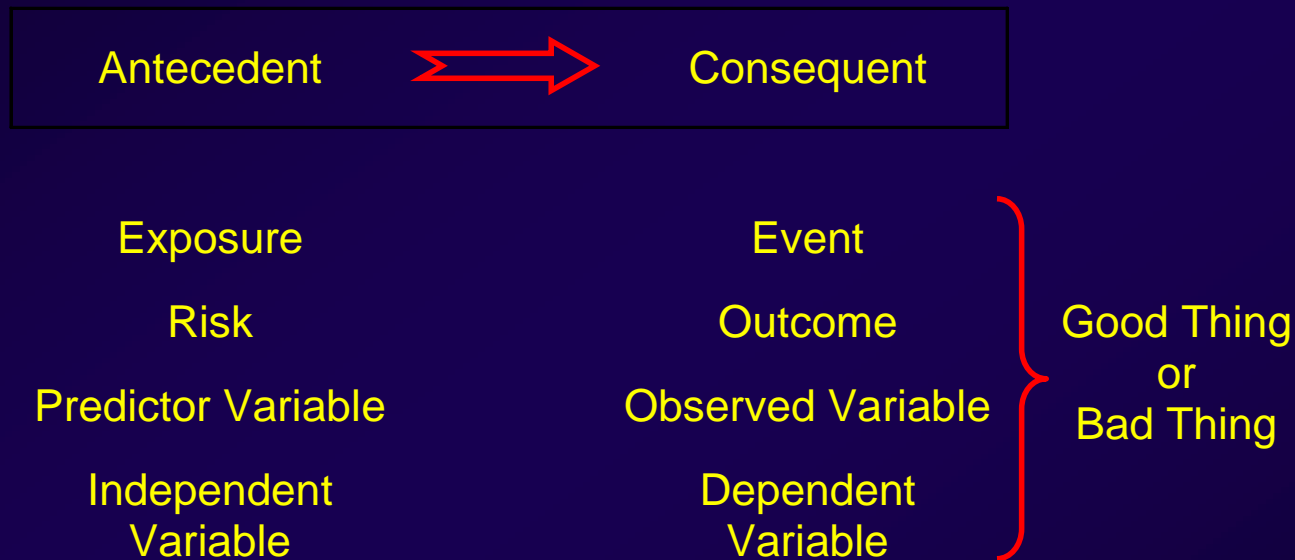 Antecedent Consequent
Exposure Event
Risk Outcome
Predictor Variable Observed Variable
Independent Dependent
Variable Variable
Good Thing
or
Bad Thing